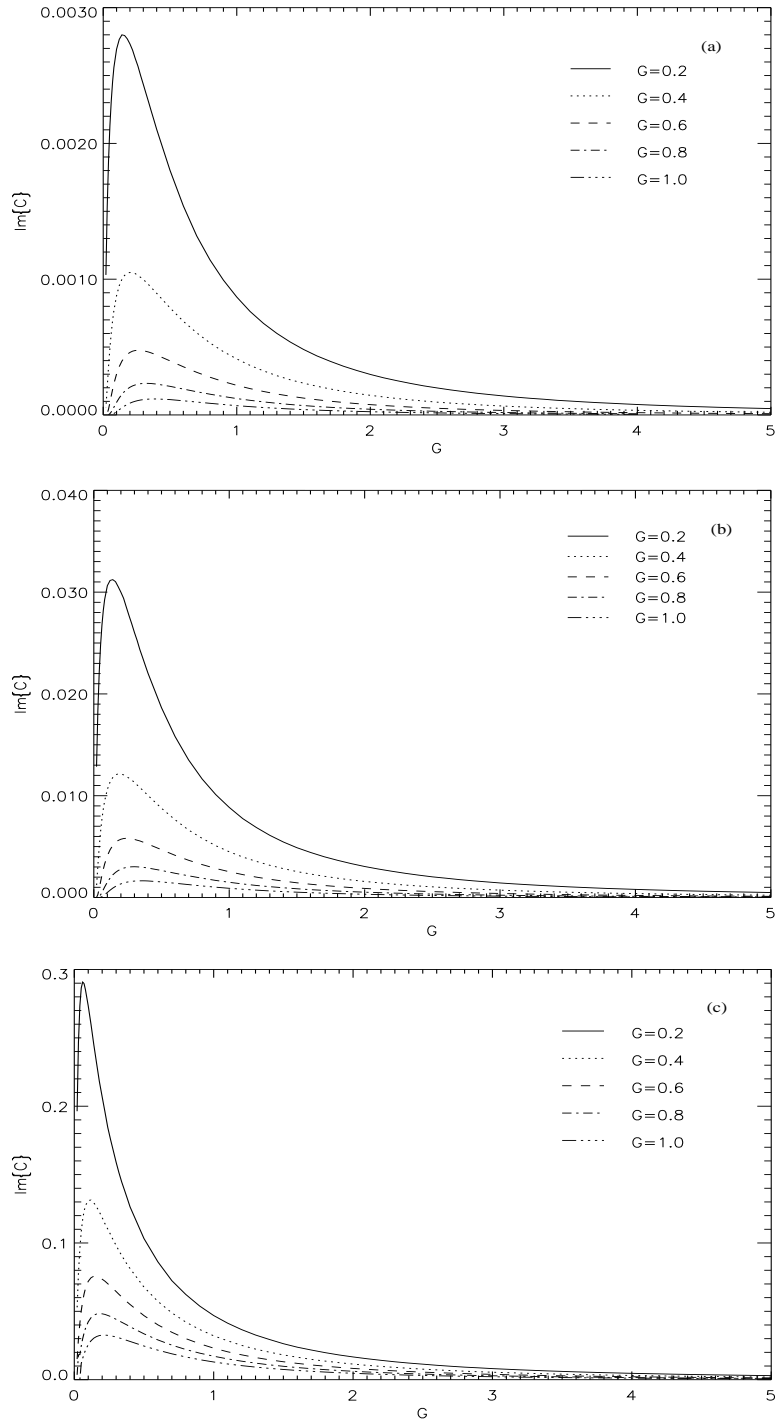 0.0030
(a)
G=0.2
G=0.4
G=0.6
G=0.8
G=1.0
0.0020
Im{C}
0.0010
0.0000
0 1 2 3 4 5
G
0.040
(b)
G=0.2
G=0.4
G=0.6
G=0.8
G=1.0
0.030
Im{C}
0.020
0.010
0.000
0 1 2 3 4 5
G
0.3
(c)
G=0.2
G=0.4
G=0.6
G=0.8
G=1.0
0.2
Im{C}
0.1
0.0
0 1 2 3 4 5
G